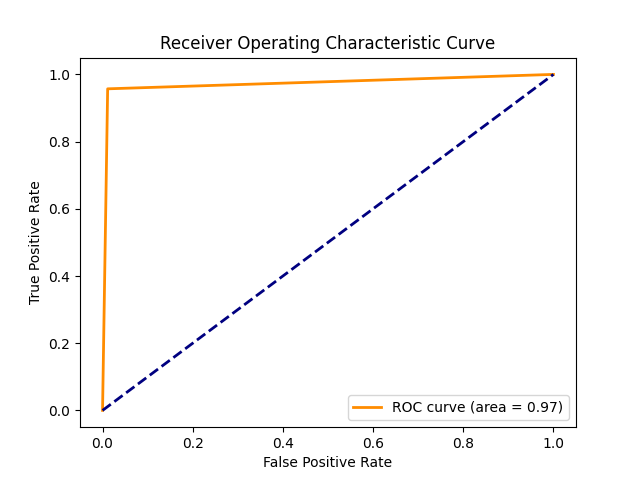 Receiver Operating Characteristic Curve
1.0
0.8
0.6
0.4
0.2
0.0
True Positive Rate
ROC curve (area = 0.97)
0.0 0.2 0.4 0.6 0.8 1.0
False Positive Rate